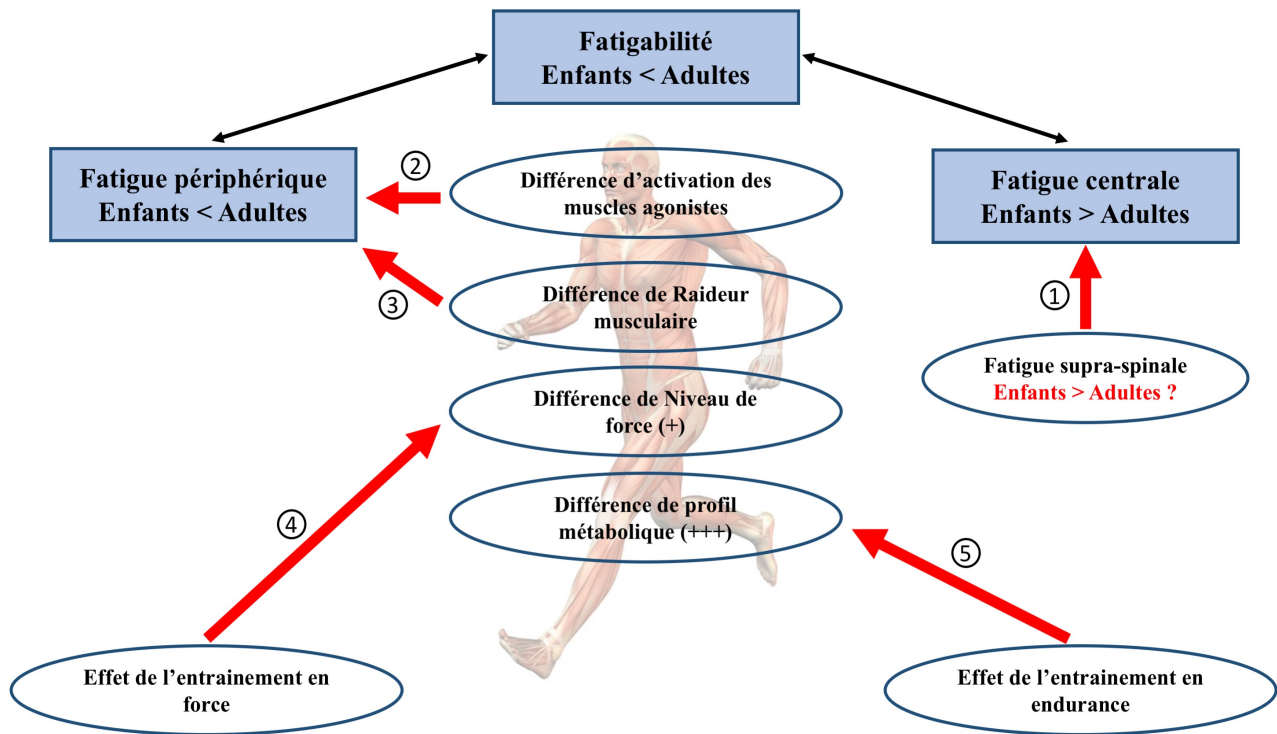 Fatigabilité
Enfants < Adultes
Fatigue périphérique
Enfants < Adultes
②
Différence d’activation des
muscles agonistes
Fatigue centrale
Enfants > Adultes
③
Différence de Raideur
musculaire
①
Fatigue supra-spinale
Enfants > Adultes ?
Différence de Niveau de
force (+)
④
Différence de profil
métabolique (+++)
⑤
Effet de l’entrainement en
force
Effet de l’entrainement en
endurance